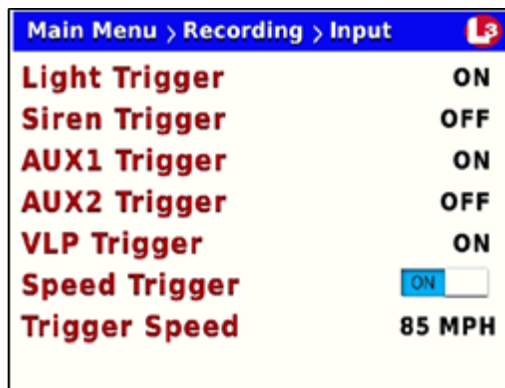 Main Menu > Recording > Input L3
Light Trigger ON
Siren Trigger OFF
AUX1 Trigger ON
AUX2 Trigger OFF
VLP Trigger ON
Speed Trigger ON
Trigger Speed 85 MPH